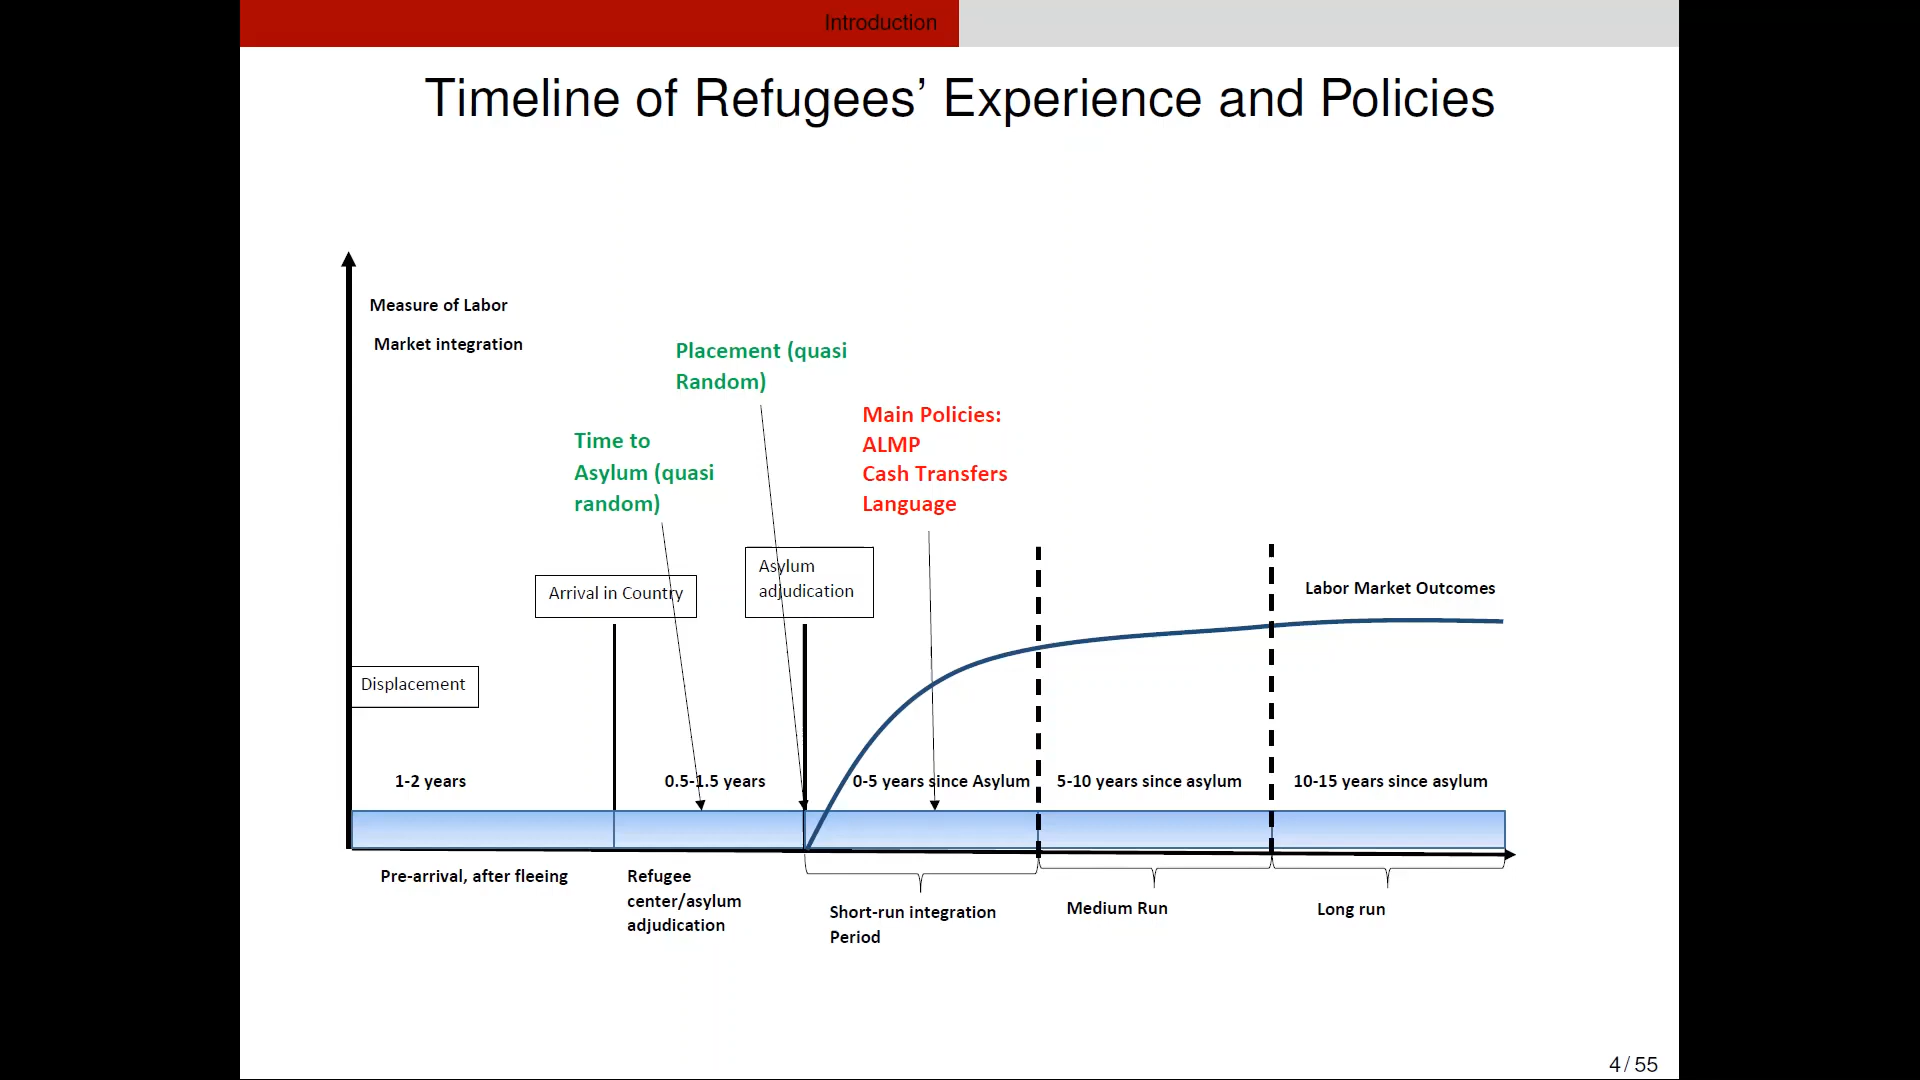 Introduction
Timeline of Refugees’ Experience and Policies
Measure of Labor
Market integration
Placement (quasi
Random)
Main Policies:
ALMP
Cash Transfers
Language
Time to
Asylum (quasi
random)
Asylum
adjudication
Arrival in Country
Labor Market Outcomes
Displacement
1-2 years
0.5-1.5 years
0-5 years since Asylum
5-10 years since asylum
10-15 years since asylum
Pre-arrival, after fleeing
Refugee
center/asylum
adjudication
Short-run integration
Period
Medium Run
Long run
4 / 55